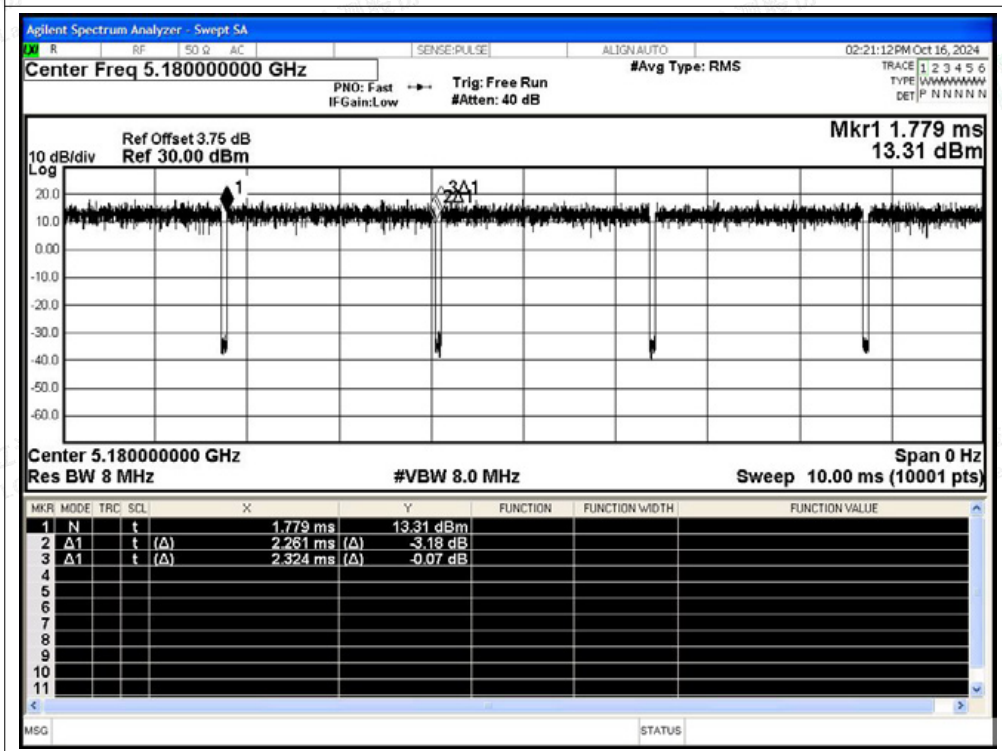 Agilent Spectrum Analyzer - Swept SA
R RF 50 Ω AC SENSE:PULSE ALIGN AUTO 02:21:12 PM Oct 16, 2024
Center Freq 5.180000000 GHz #Avg Type: RMS TRACE 1 2 3 4 5 6
PNO: Fast Trig: Free Run TYPE WWWWWW
IFGain:Low #Atten: 40 dB DET P N N N N N
Mkr1 1.779 ms
Ref Offset 3.75 dB
10 dB/div Ref 30.00 dBm 13.31 dBm
Log
20.0
10.0
0.00
-10.0
-20.0
-30.0
-40.0
-50.0
-60.0
1
3Δ1
2Δ1
Center 5.180000000 GHz Span 0 Hz
Res BW 8 MHz #VBW 8.0 MHz Sweep 10.00 ms (10001 pts)
MKR MODE TRC SCL X Y FUNCTION FUNCTION WIDTH FUNCTION VALUE
1 N t 1.779 ms 13.31 dBm
2 Δ1 t (Δ) 2.261 ms (Δ) -3.18 dB
3 Δ1 t (Δ) 2.324 ms (Δ) -0.07 dB
4
5
6
7
8
9
10
11
MSG STATUS